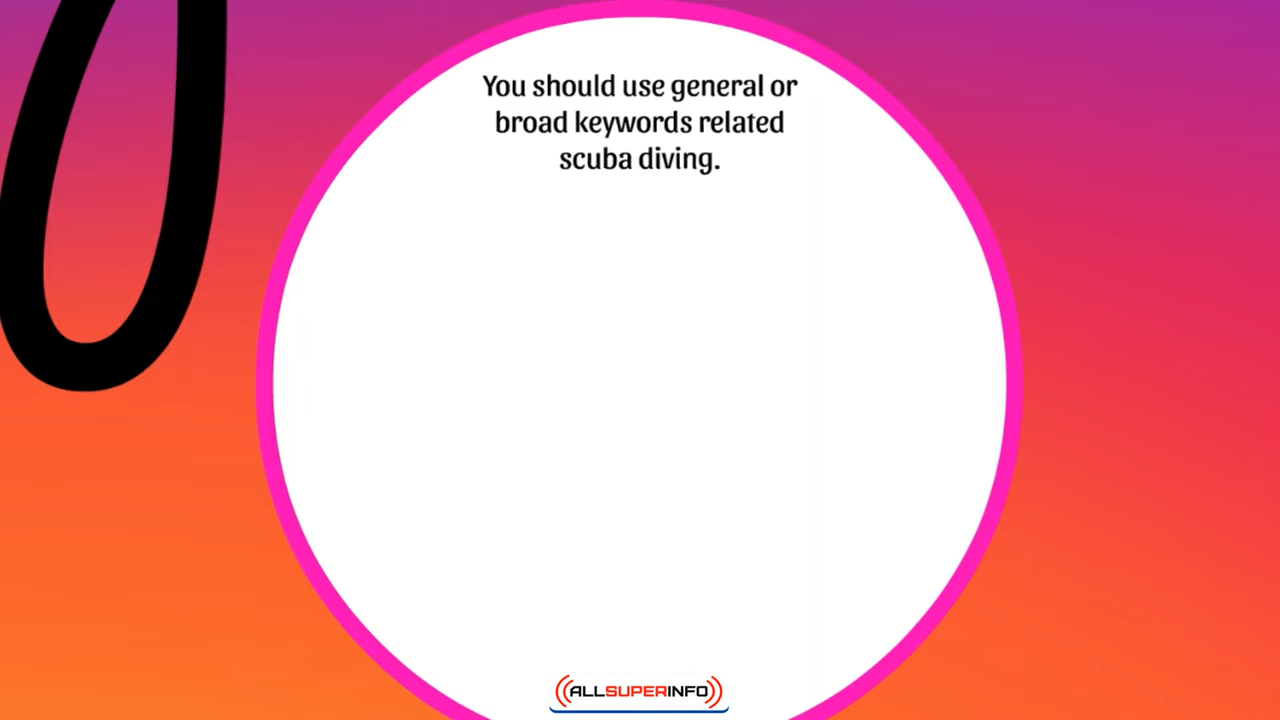 You should use general or
broad keywords related
scuba diving.
ALLSUPERINFO